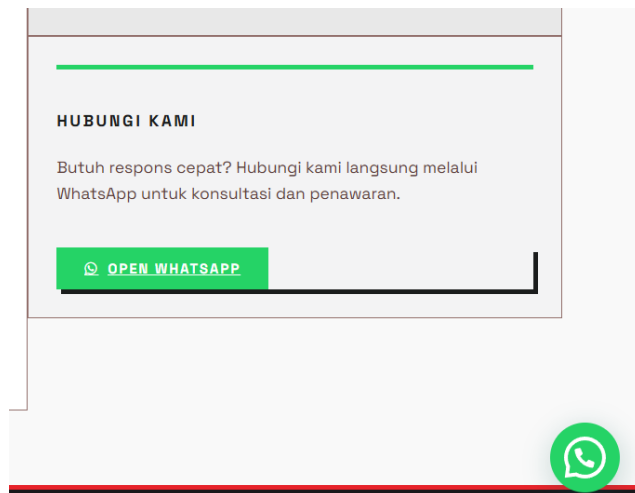 HUBUNGI KAMI
Butuh respons cepat? Hubungi kami langsung melalui
WhatsApp untuk konsultasi dan penawaran.
OPEN WHATSAPP